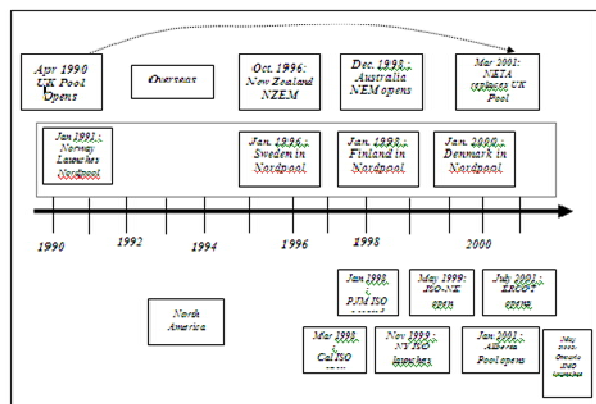 Apr 1990
UK Pool
Opens
Overseas
Oct. 1996:
New Zealand
NZEM
Dec. 1998:
Australia
NEM opens
Mar 2001:
NETA
replaces UK
Pool
Jan 1993:
Norway
Launches
Nordpool
Jan. 1996:
Sweden in
Nordpool
Jan. 1998:
Finland in
Nordpool
Jan. 2000:
Denmark in
Nordpool
1990
1992
1994
1996
1998
2000
Jan 1998
:
PJM ISO
May 1999:
ISO-NE
open
July 2001:
ERCOT
opens
North
America
Mar 1998
:
Cal ISO
Nov 1999:
NY ISO
launches
Jan 2001:
Alberta
Pool opens
May
Ontario
launches